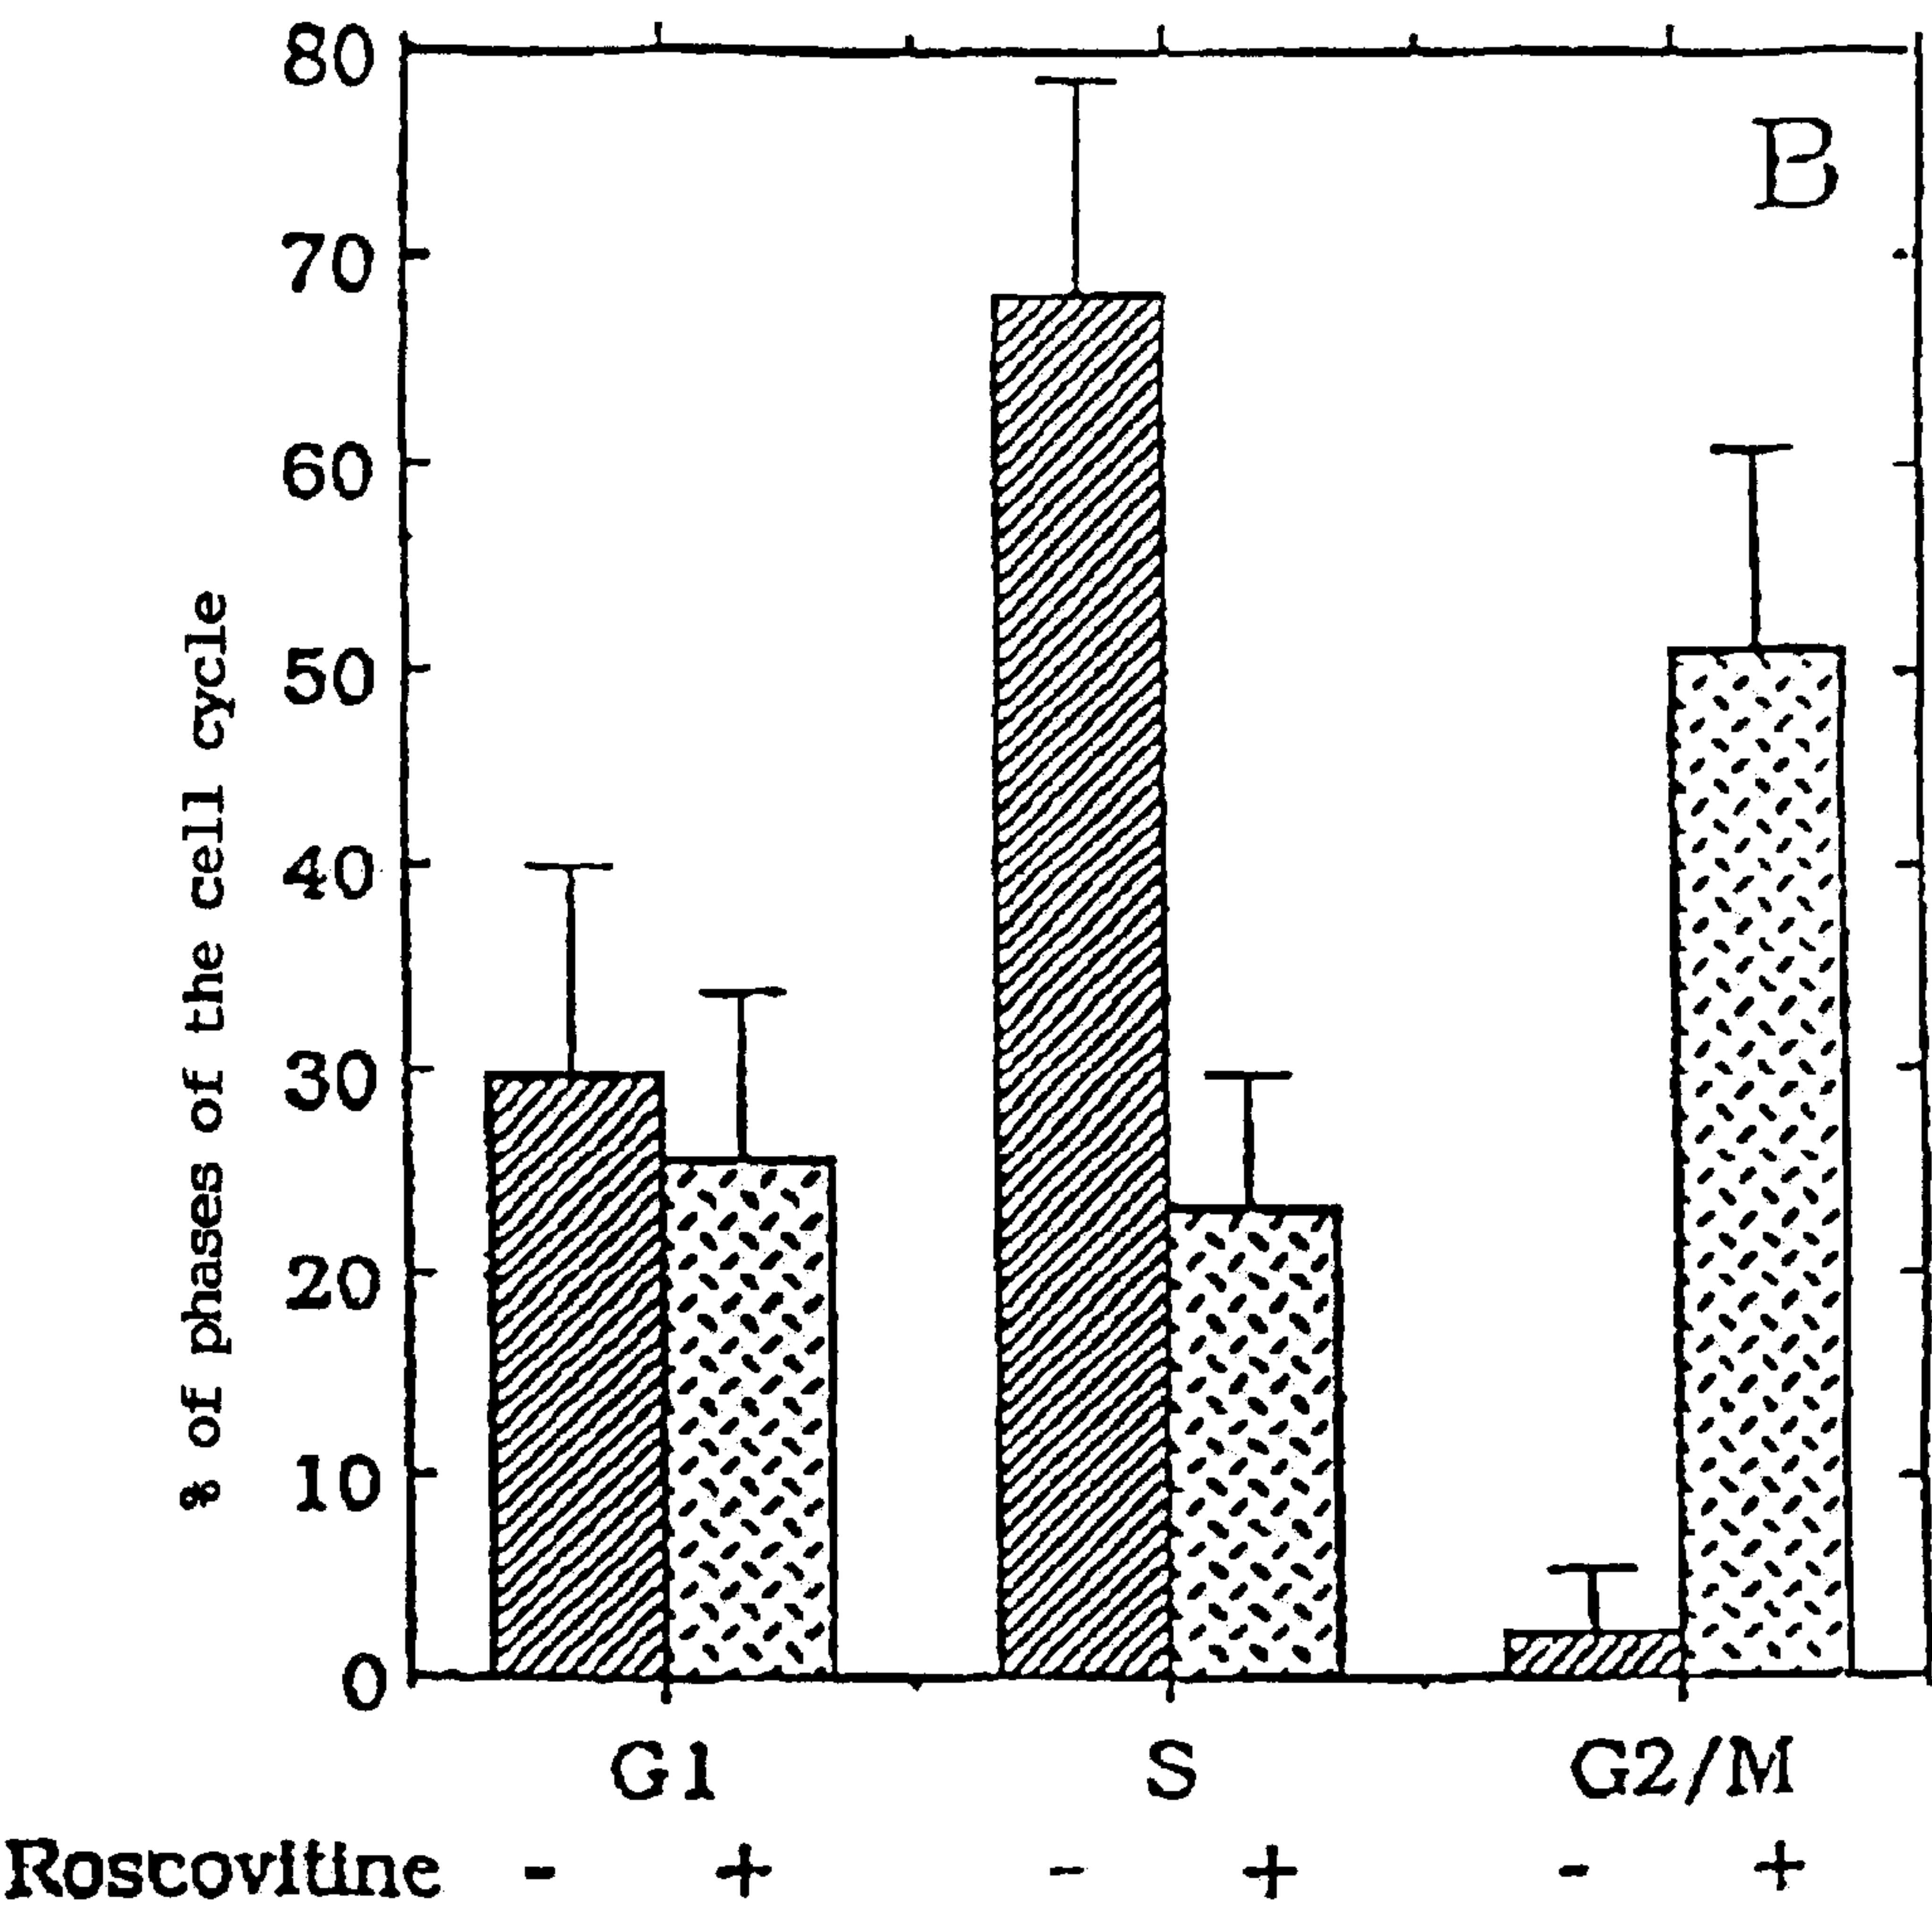 B
80
70
60
50
40
30
20
10
0
% of phases of the cell cycle
G1 S G2/M
Roscovitine - + - + - +